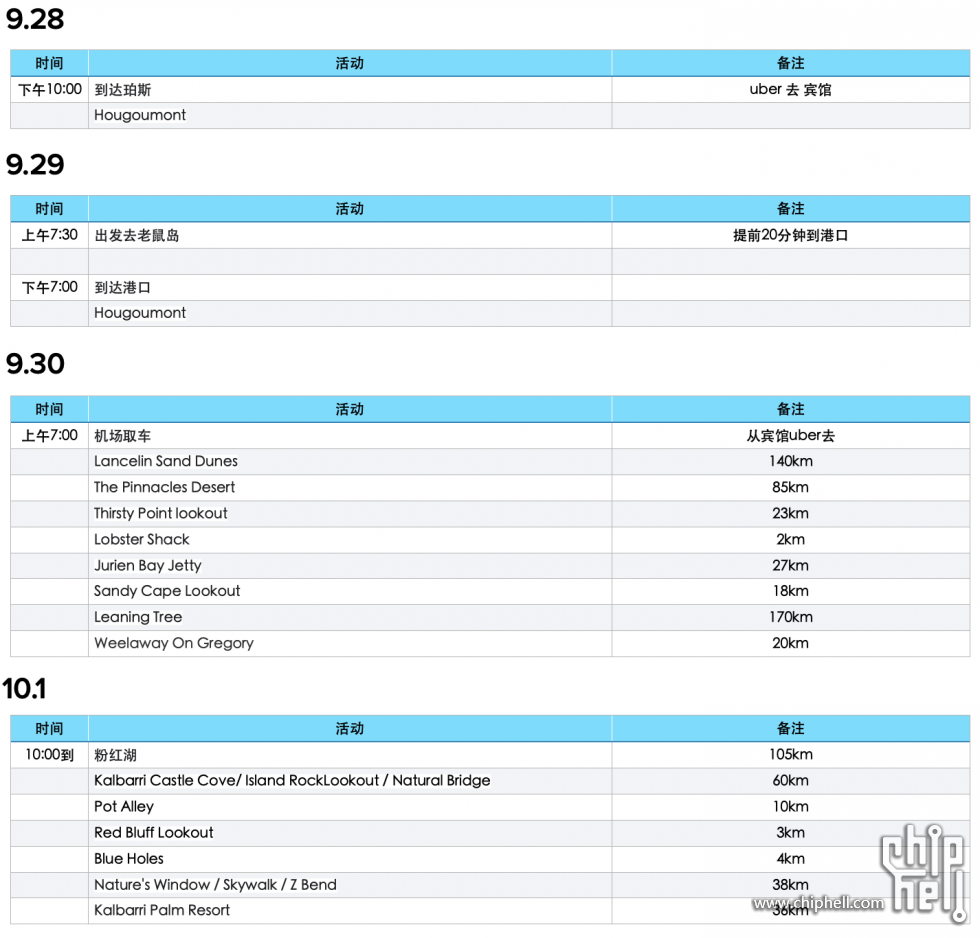 9.28
时间 活动 备注
下午10:00 到达珀斯 uber 去 宾馆
Hougoumont
9.29
时间 活动 备注
上午7:30 出发去老鼠岛 提前20分钟到港口
下午7:00 到达港口
Hougoumont
9.30
时间 活动 备注
上午7:00 机场取车 从宾馆uber去
Lancelin Sand Dunes 140km
The Pinnacles Desert 85km
Thirsty Point lookout 23km
Lobster Shack 2km
Jurien Bay Jetty 27km
Sandy Cape Lookout 18km
Leaning Tree 170km
Weelaway On Gregory 20km
10.1
时间 活动 备注
10:00到 粉红湖 105km
Kalbarri Castle Cove/ Island RockLookout / Natural Bridge 60km
Pot Alley 10km
Red Bluff Lookout 3km
Blue Holes 4km
Nature's Window / Skywalk / Z Bend 38km
Kalbarri Palm Resort 36km
www.chiphell.com
chip
hell